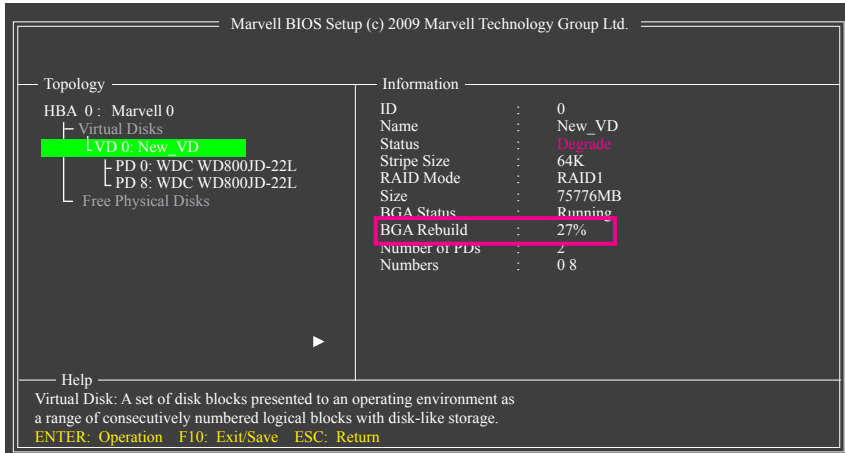 Marvell BIOS Setup (c) 2009 Marvell Technology Group Ltd.
Topology
HBA 0 : Marvell 0
Virtual Disks
VD 0: New_VD
PD 0: WDC WD800JD-22L
PD 8: WDC WD800JD-22L
Free Physical Disks
Information
ID : 0
Name : New_VD
Status : Degrade
Stripe Size : 64K
RAID Mode : RAID1
Size : 75776MB
BGA Status : Running
BGA Rebuild : 27%
Number of PDs : 2
Numbers : 0 8
Help
Virtual Disk: A set of disk blocks presented to an operating environment as
a range of consecutively numbered logical blocks with disk-like storage.
ENTER: Operation F10: Exit/Save ESC: Return